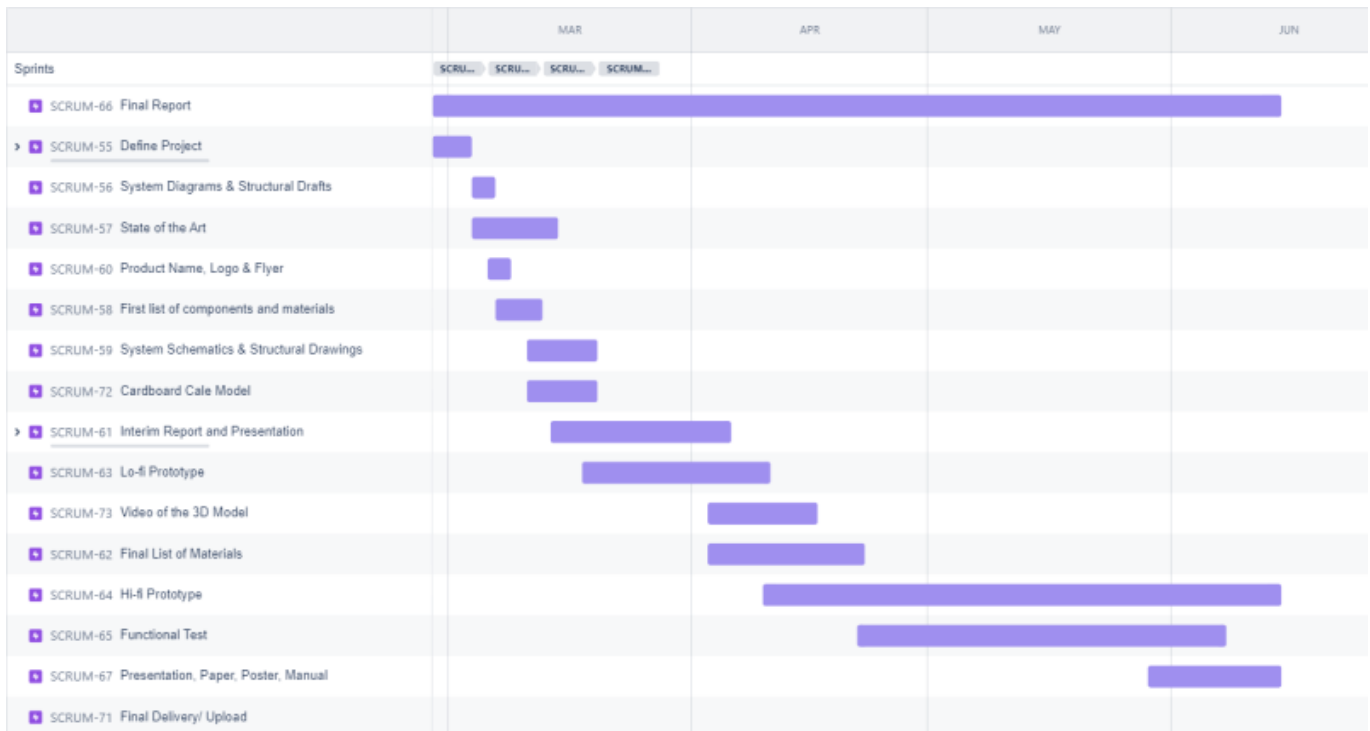 MAR APR MAY JUN
Sprints SCRU... SCRU... SCRU... SCRUM...
SCRUM-66 Final Report
SCRUM-55 Define Project
SCRUM-56 System Diagrams & Structural Drafts
SCRUM-57 State of the Art
SCRUM-60 Product Name, Logo & Flyer
SCRUM-58 First list of components and materials
SCRUM-59 System Schematics & Structural Drawings
SCRUM-72 Cardboard Cale Model
SCRUM-61 Interim Report and Presentation
SCRUM-63 Lo-fi Prototype
SCRUM-73 Video of the 3D Model
SCRUM-62 Final List of Materials
SCRUM-64 Hi-fi Prototype
SCRUM-65 Functional Test
SCRUM-67 Presentation, Paper, Poster, Manual
SCRUM-71 Final Delivery/ Upload